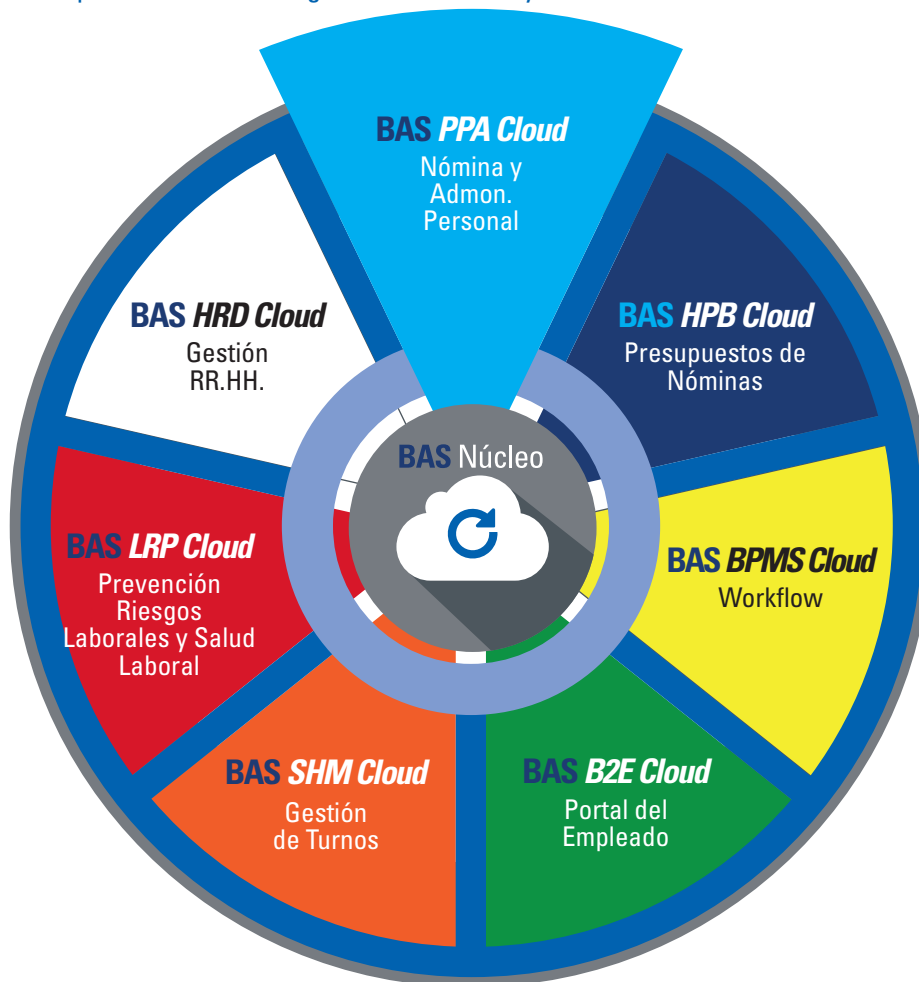 BAS PPA Cloud
Nómina y
Admon.
Personal
BAS HRD Cloud
Gestión
RR.HH.
BAS HPB Cloud
Presupuestos de
Nóminas
BAS Núcleo
BAS LRP Cloud
Prevención
Riesgos
Laborales y Salud
Laboral
BAS BPMS Cloud
Workflow
BAS SHM Cloud
Gestión
de Turnos
BAS B2E Cloud
Portal del
Empleado